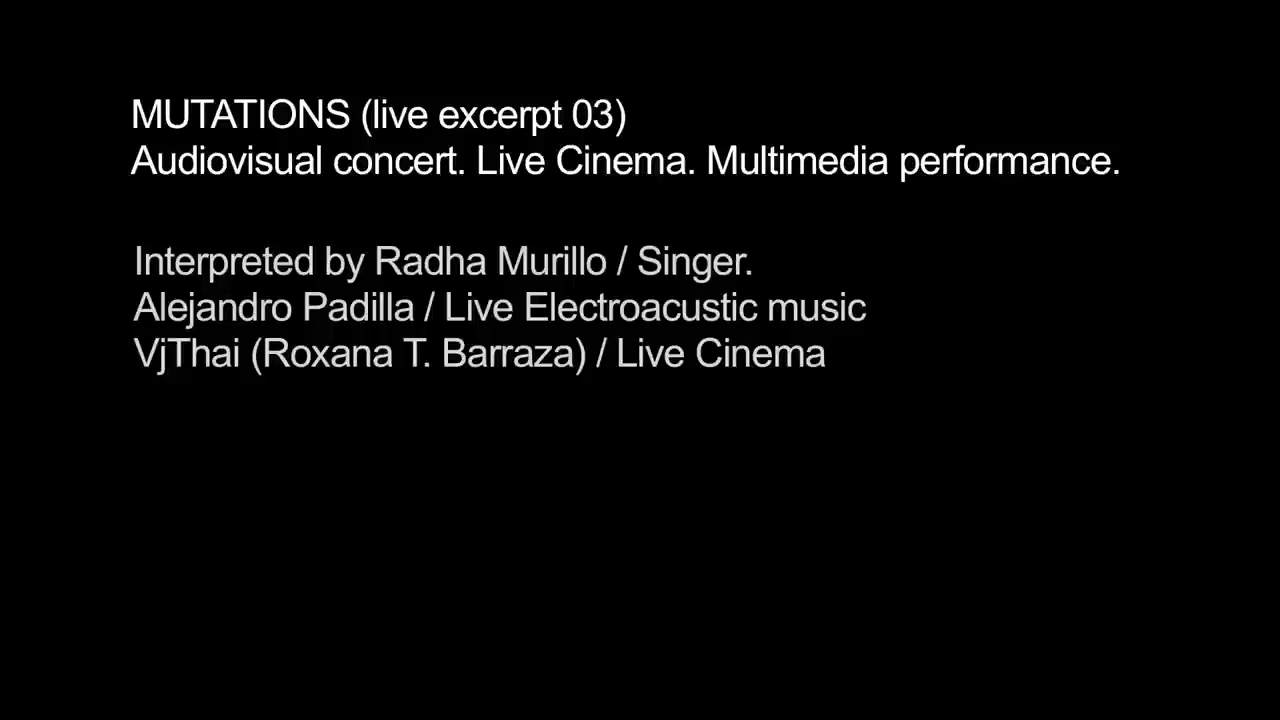 MUTATIONS (live excerpt 03)
Audiovisual concert. Live Cinema. Multimedia performance.
Interpreted by Radha Murillo / Singer.
Alejandro Padilla / Live Electroacustic music
VjThai (Roxana T. Barraza) / Live Cinema